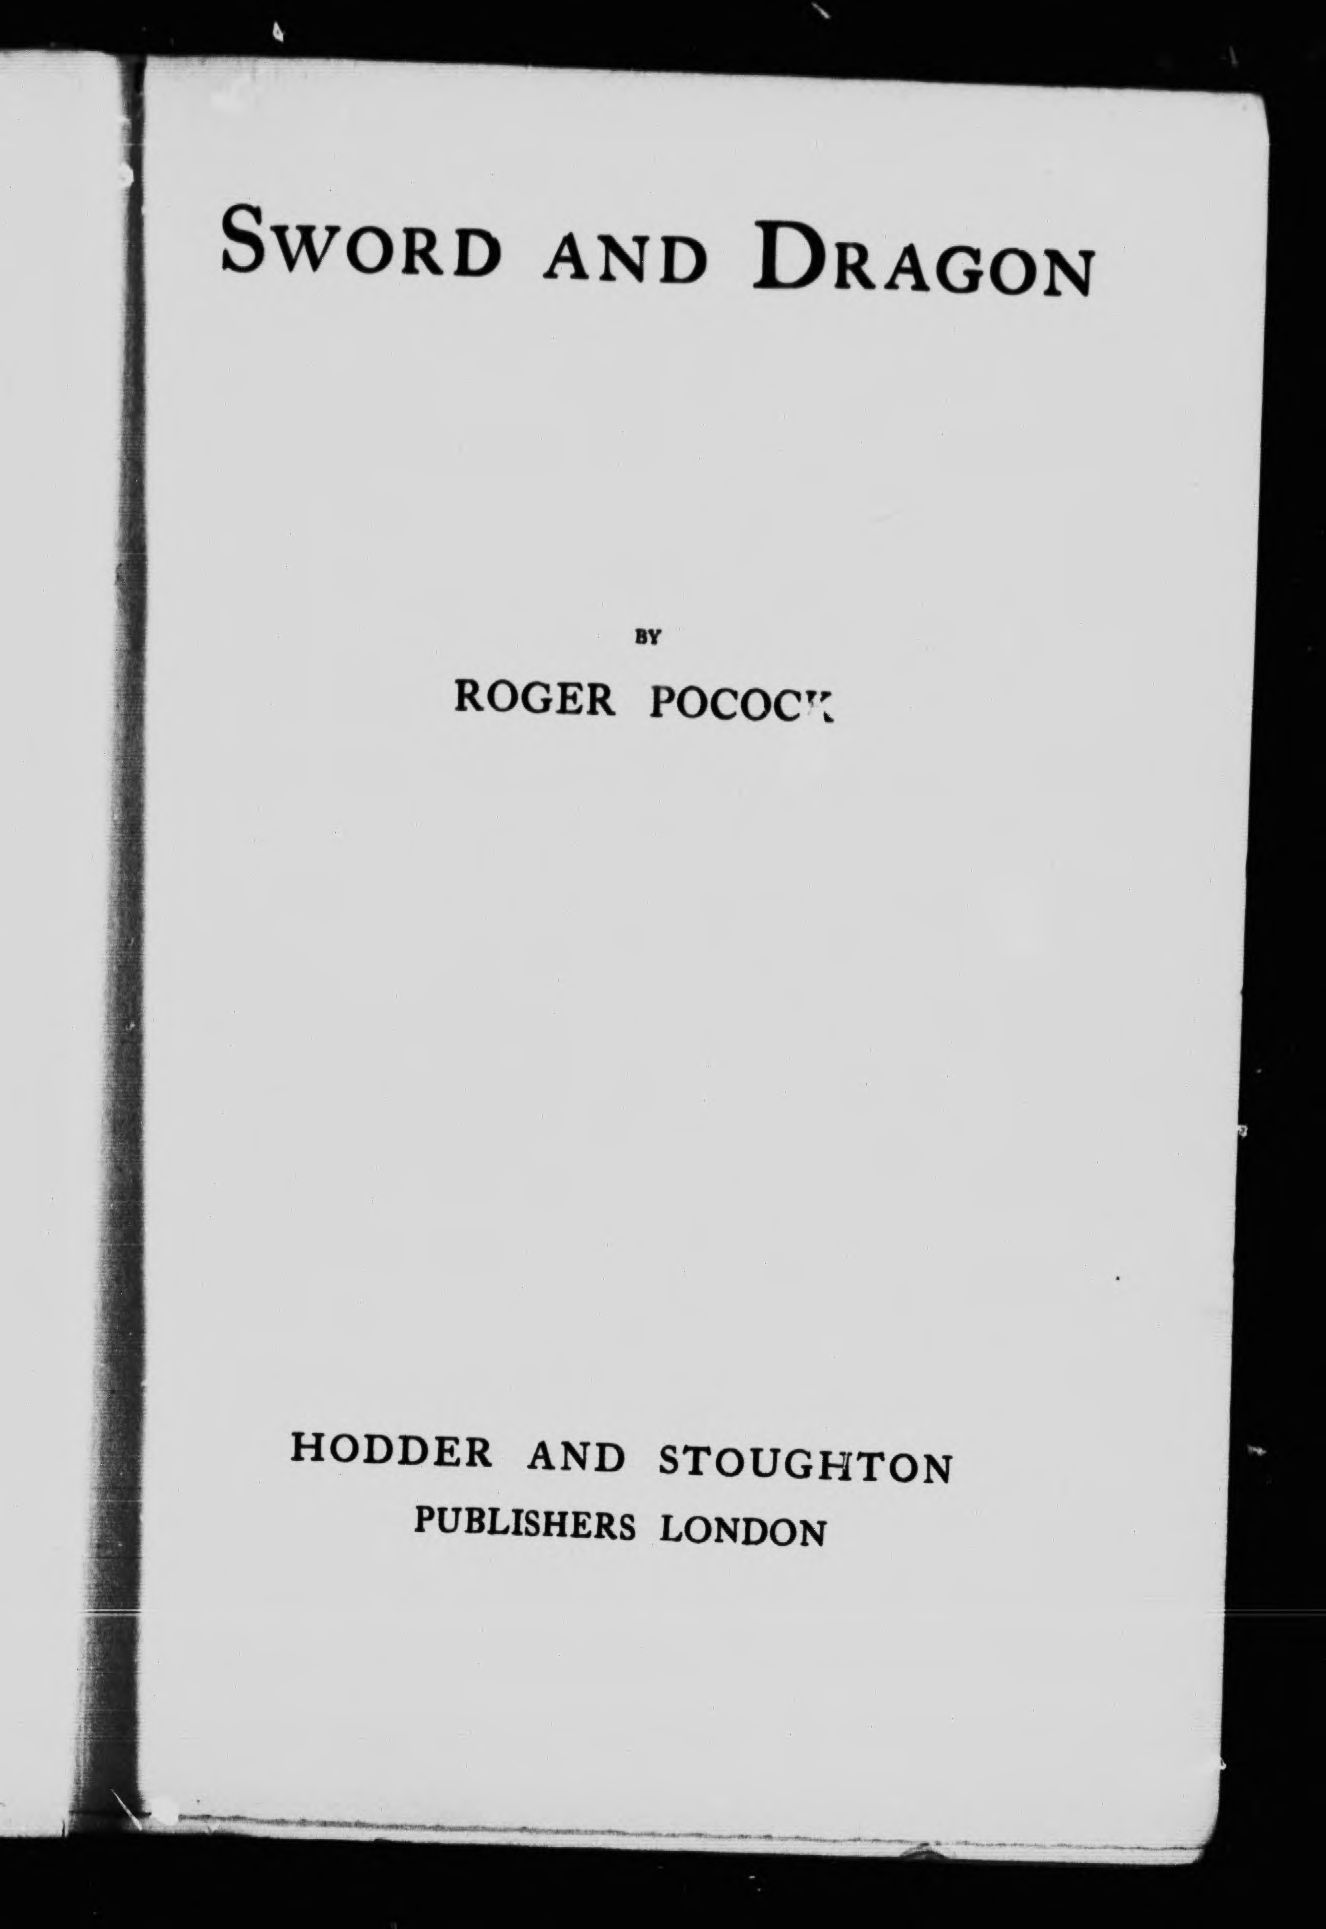 SWORD AND DRAGON
BY
ROGER POCOCK
HODDER AND STOUGHTON
PUBLISHERS LONDON